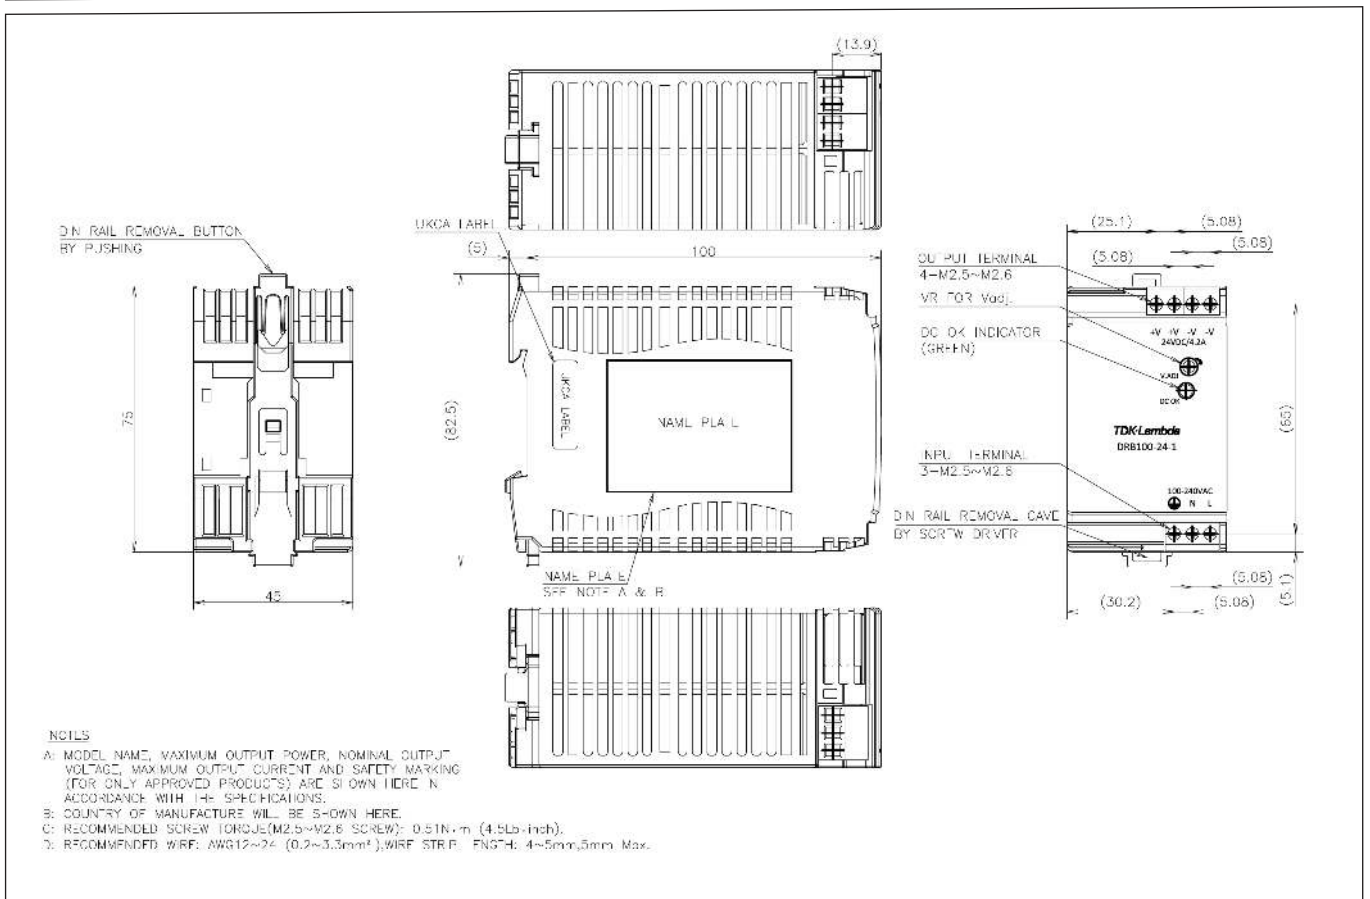 (13.9)
DIN RAIL REMOVAL BUTTON
BY PUSHING
UKCA LABEL
(5)
100
(25.1)
(5.08)
(5.08)
(5.08)
OUTPUT TERMINAL
4-M2.5~M2.6
VR FOR Vadj.
DC OK INDICATOR
(GREEN)
+V +V -V -V
24VDC/4.2A
V.ADJ
DC OK
75
(82.5)
UKCA LABEL
NAME PLATE
(65)
TDK-Lambda
DRB100-24-1
INPUT TERMINAL
3-M2.5~M2.6
100-240VAC
N L
DIN RAIL REMOVAL CAVE
BY SCREW DRIVER
NAME PLATE
SEE NOTE A & B
45
(30.2)
(5.08)
(5.08)
(5.1)
NOTES
A: MODEL NAME, MAXIMUM OUTPUT POWER, NOMINAL OUTPUT
VOLTAGE, MAXIMUM OUTPUT CURRENT AND SAFETY MARKING
(FOR ONLY APPROVED PRODUCTS) ARE SHOWN HERE IN
ACCORDANCE WITH THE SPECIFICATIONS.
B: COUNTRY OF MANUFACTURE WILL BE SHOWN HERE.
C: RECOMMENDED SCREW TORQUE(M2.5~M2.6 SCREW): 0.51N·m (4.5Lb·inch).
D: RECOMMENDED WIRE: AWG12~24 (0.2~3.3mm²),WIRE STRIP LENGTH: 4~5mm,5mm Max.